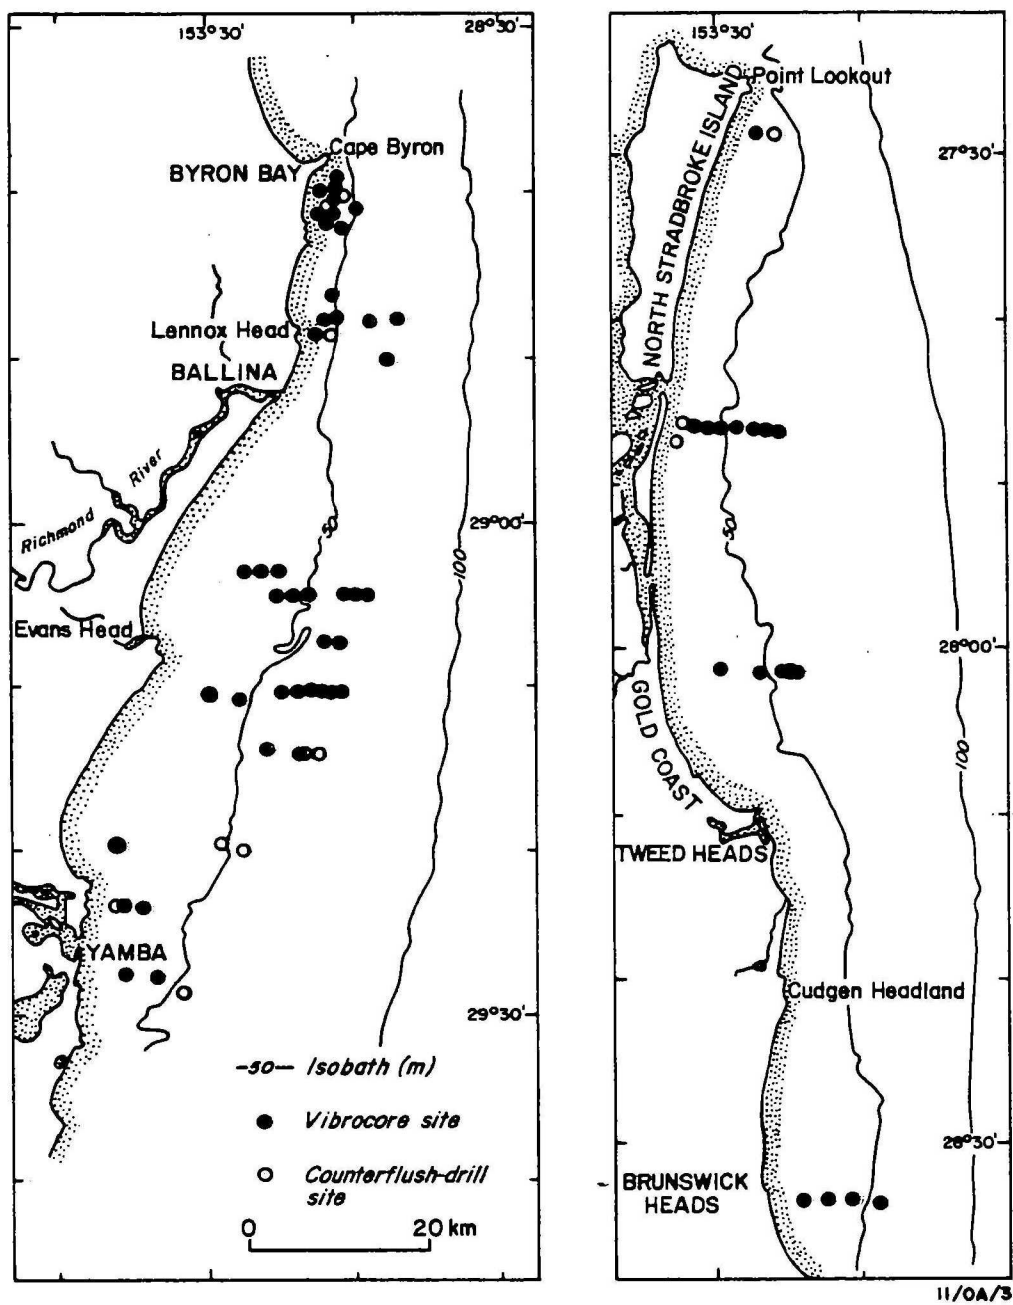 153°30'
28°30'
Cape Byron
BYRON BAY
Lennox Head
BALLINA
Richmond River
29°00'
50
100
Evans Head
YAMBA
29°30'
-50- Isobath (m)
Vibrocore site
Counterflush-drill
site
0 20 km
153°30'
Point Lookout
27°30'
NORTH STRADBROKE ISLAND
50
28°00'
GOLD COAST
100
TWEED HEADS
Cudgen Headland
28°30'
BRUNSWICK
HEADS
11/OA/3